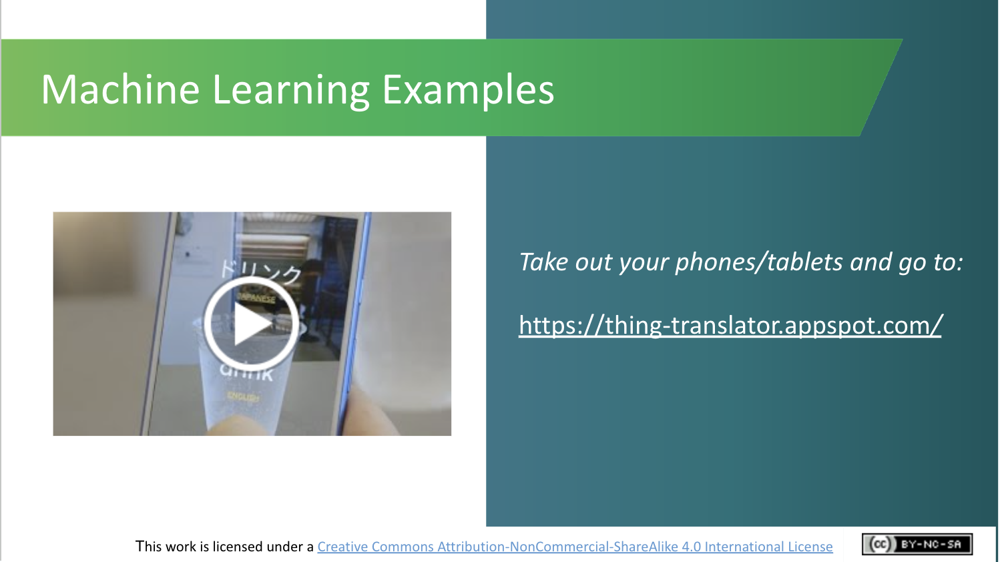 Machine Learning Examples
ドリンク
JAPANESE
drink
ENGLISH
Take out your phones/tablets and go to:
https://thing-translator.appspot.com/
This work is licensed under a Creative Commons Attribution-NonCommercial-ShareAlike 4.0 International License
cc BY-NC-SA